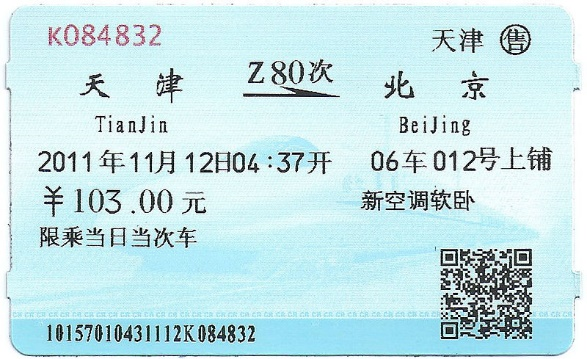 K084832 天津 售
天津 Z80次 北京
TianJin BeiJing
2011年11月12日04:37开 06车012号上铺
￥103.00元 新空调软卧
限乘当日当次车
10157010431112K084832